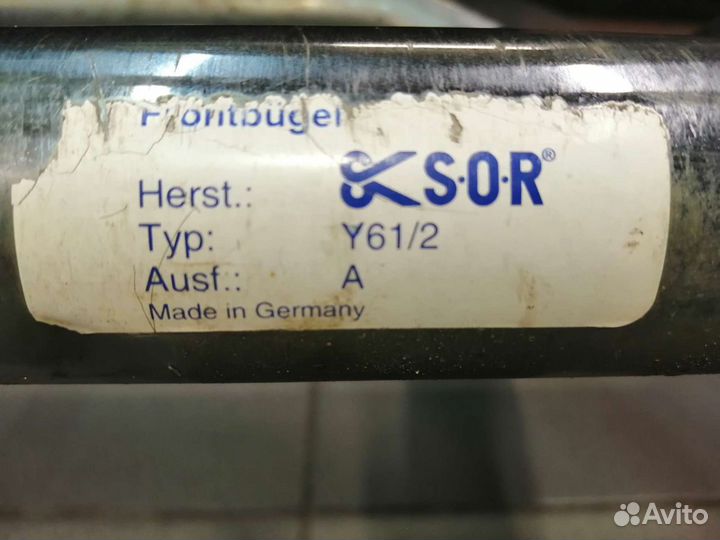 Frontbügel
Herst.: S·O·R®
Typ: Y61/2
Ausf.: A
Made in Germany
Avito